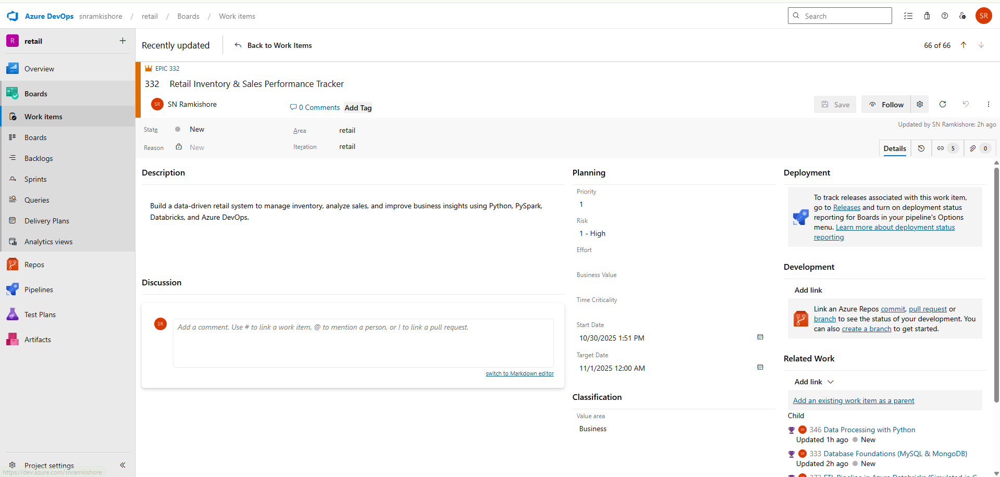 Azure DevOps snramkishore / retail / Boards / Work items
Search
SR
R retail
Recently updated
Back to Work Items
66 of 66
Overview
Boards
Work items
Boards
Backlogs
Sprints
Queries
Delivery Plans
Analytics views
Repos
Pipelines
Test Plans
Artifacts
Project settings
https://dev.azure.com/snramkishore
EPIC 332
332 Retail Inventory & Sales Performance Tracker
SR SN Ramkishore
0 Comments
Add Tag
Save
Follow
State New
Area retail
Updated by SN Ramkishore: 2h ago
Reason New
Iteration retail
Details
5
0
Description
Build a data-driven retail system to manage inventory, analyze sales, and improve business insights using Python, PySpark,
Databricks, and Azure DevOps.
Discussion
SR
Add a comment. Use # to link a work item, @ to mention a person, or ! to link a pull request.
switch to Markdown editor
Planning
Priority
1
Risk
1 - High
Effort
Business Value
Time Criticality
Start Date
10/30/2025 1:51 PM
Target Date
11/1/2025 12:00 AM
Classification
Value area
Business
Deployment
To track releases associated with this work item,
go to Releases and turn on deployment status
reporting for Boards in your pipeline's Options
menu. Learn more about deployment status
reporting
Development
Add link
Link an Azure Repos commit, pull request or
branch to see the status of your development. You
can also create a branch to get started.
Related Work
Add link
Add an existing work item as a parent
Child
SR 346 Data Processing with Python
Updated 1h ago New
SR 333 Database Foundations (MySQL & MongoDB)
Updated 2h ago New